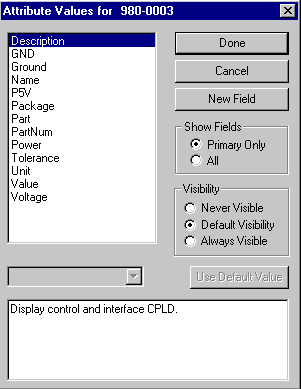 Attribute Values for 980-0003
Description
GND
Ground
Name
P5V
Package
Part
PartNum
Power
Tolerance
Unit
Value
Voltage
Done
Cancel
New Field
Show Fields
Primary Only
All
Visibility
Never Visible
Default Visibility
Always Visible
Use Default Value
Display control and interface CPLD.